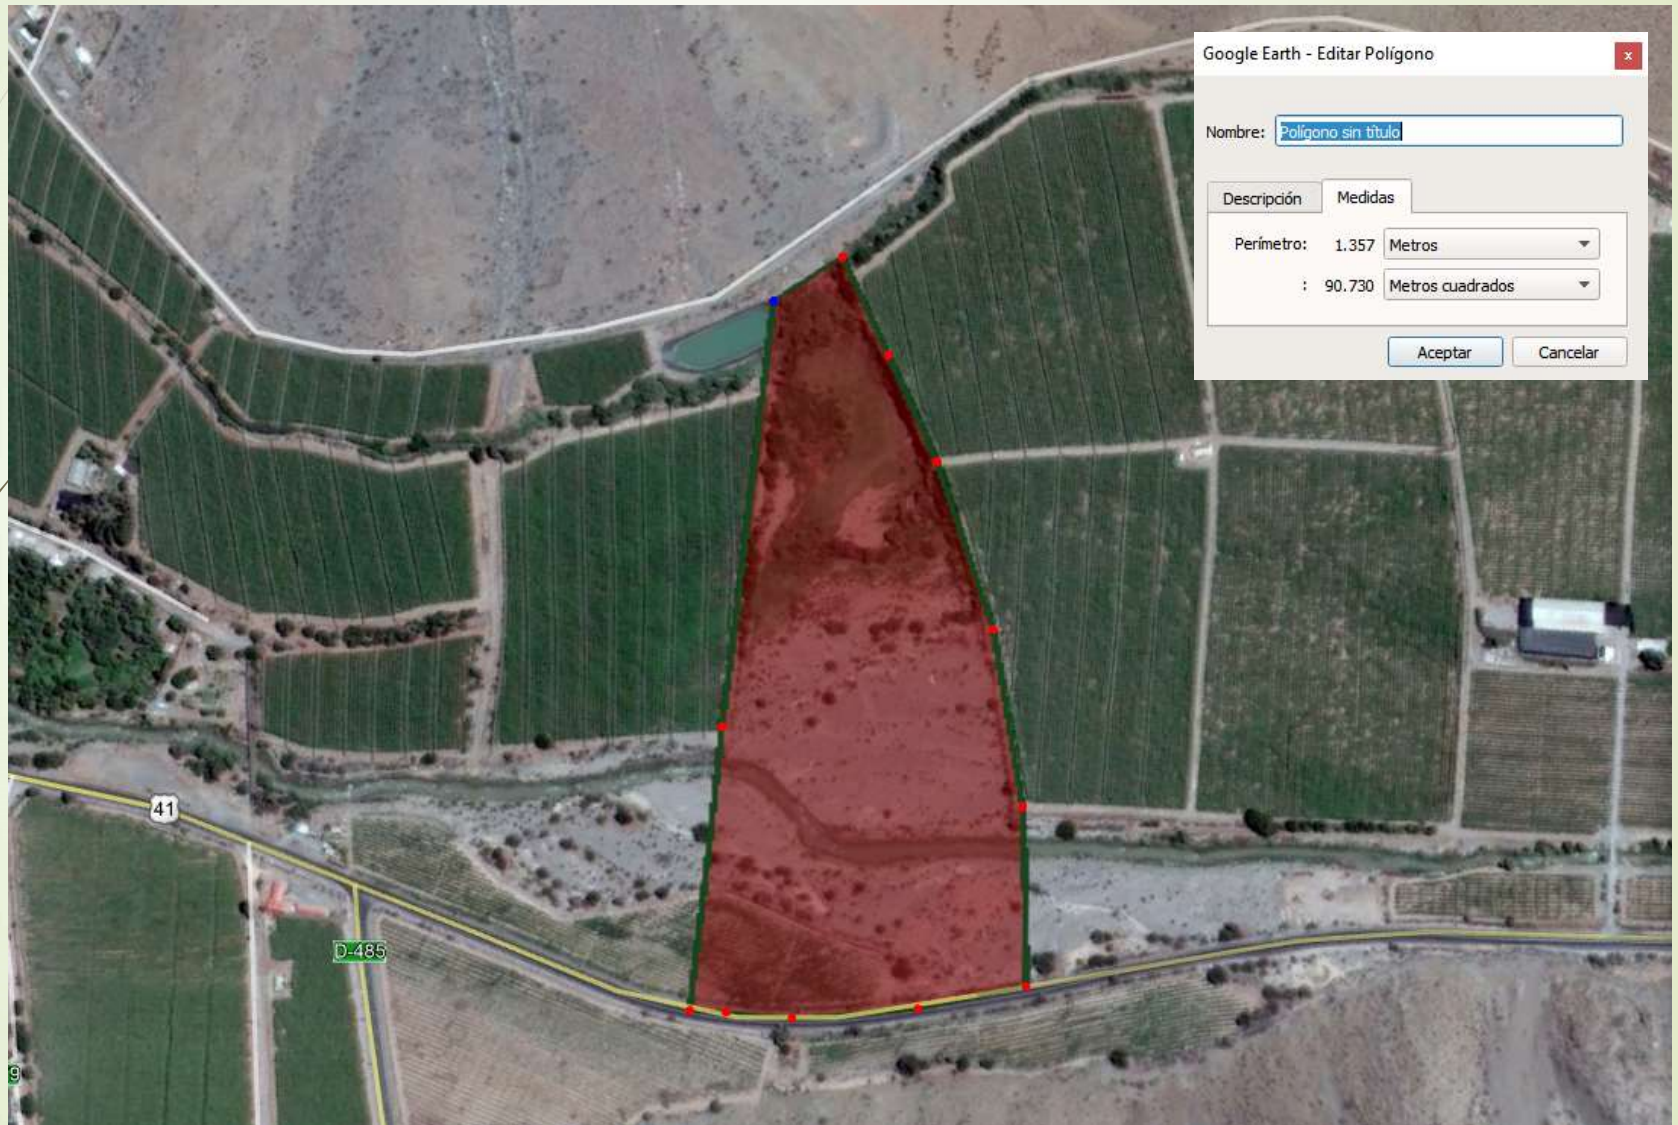 Google Earth - Editar Polígono
x
Nombre: Polígono sin título
Descripción Medidas
Perímetro: 1.357 Metros
: 90.730 Metros cuadrados
Aceptar Cancelar
41
D-485
9